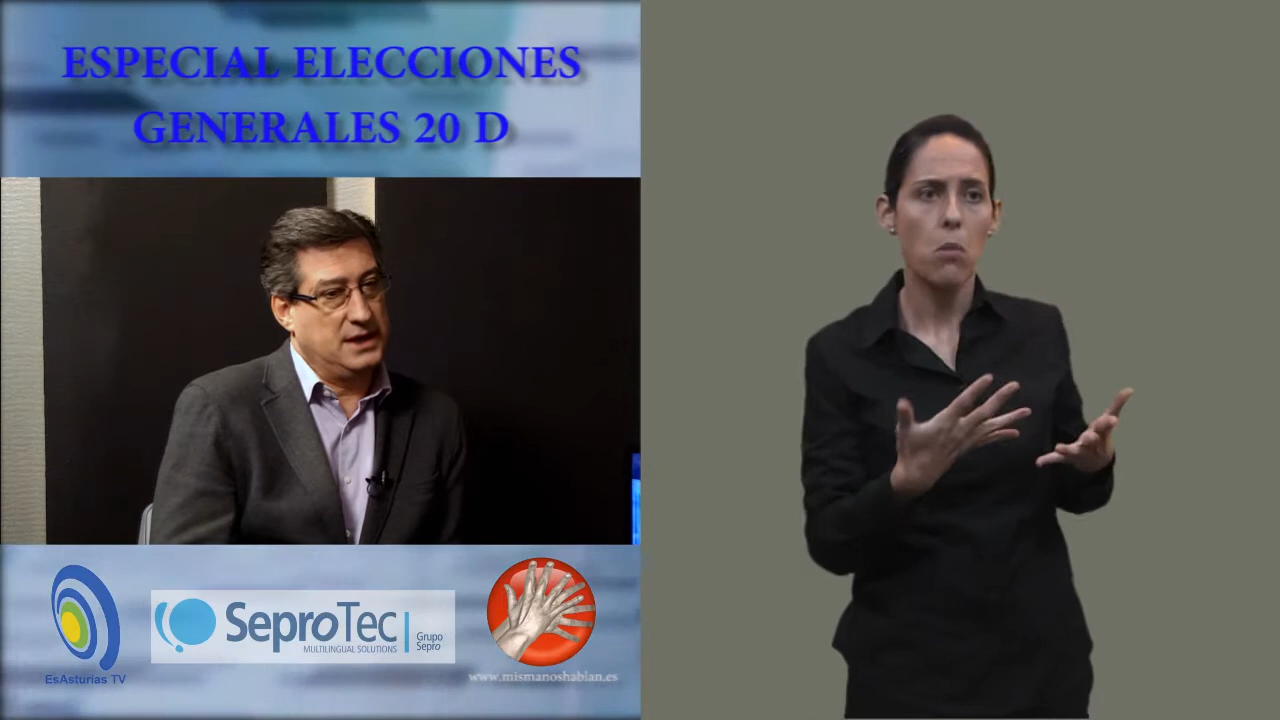 ESPECIAL ELECCIONES
GENERALES 20 D
EsAsturias TV
SeproTec
MULTILINGUAL SOLUTIONS
Grupo
Sepro
www.mismanoshablan.es